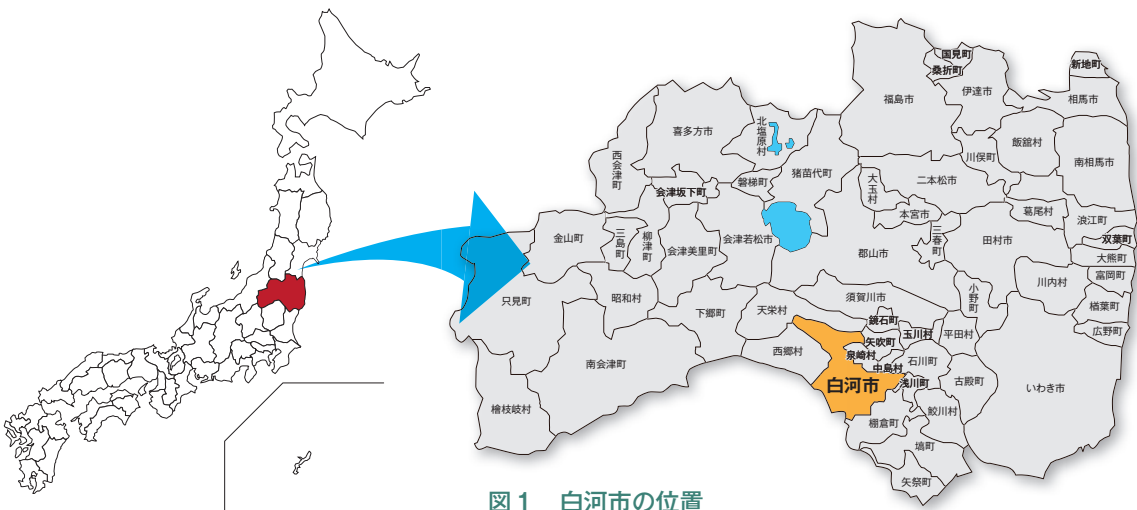 国見町
桑折町
新地町
福島市
伊達市
相馬市
喜多方市
北塩原村
飯舘村
川俣町
南相馬市
西会津町
猪苗代町
磐梯町
大玉村
二本松市
会津坂下町
葛尾村
浪江町
本宮市
金山町
三島町
柳津町
会津美里町
会津若松市
三春町
田村市
双葉町
郡山市
大熊町
富岡町
川内村
只見町
昭和村
下郷町
天栄村
須賀川市
小野町
楢葉町
鏡石町
玉川村
平田村
広野町
矢吹町
西郷村
泉崎村
石川町
南会津町
中島村
白河市
浅川町
古殿町
いわき市
檜枝岐村
鮫川村
棚倉町
塙町
矢祭町
図1　白河市の位置